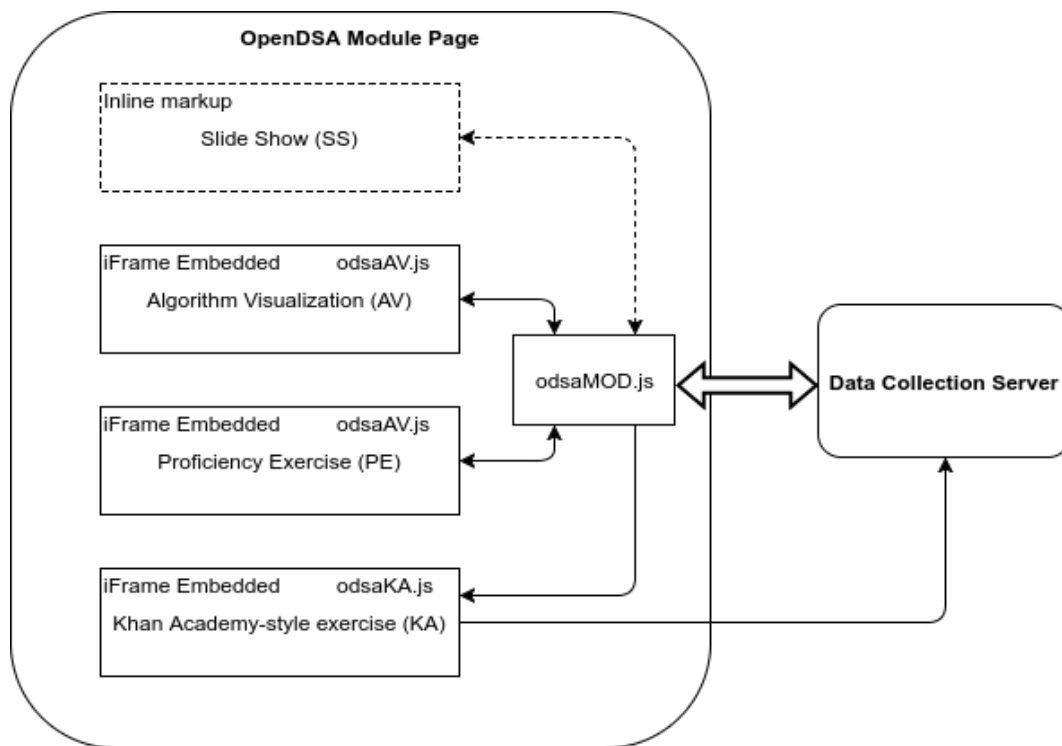 OpenDSA Module Page
Inline markup
Slide Show (SS)
iFrame Embedded odsaAV.js
Algorithm Visualization (AV)
odsaMOD.js
Data Collection Server
iFrame Embedded odsaAV.js
Proficiency Exercise (PE)
iFrame Embedded odsaKA.js
Khan Academy-style exercise (KA)